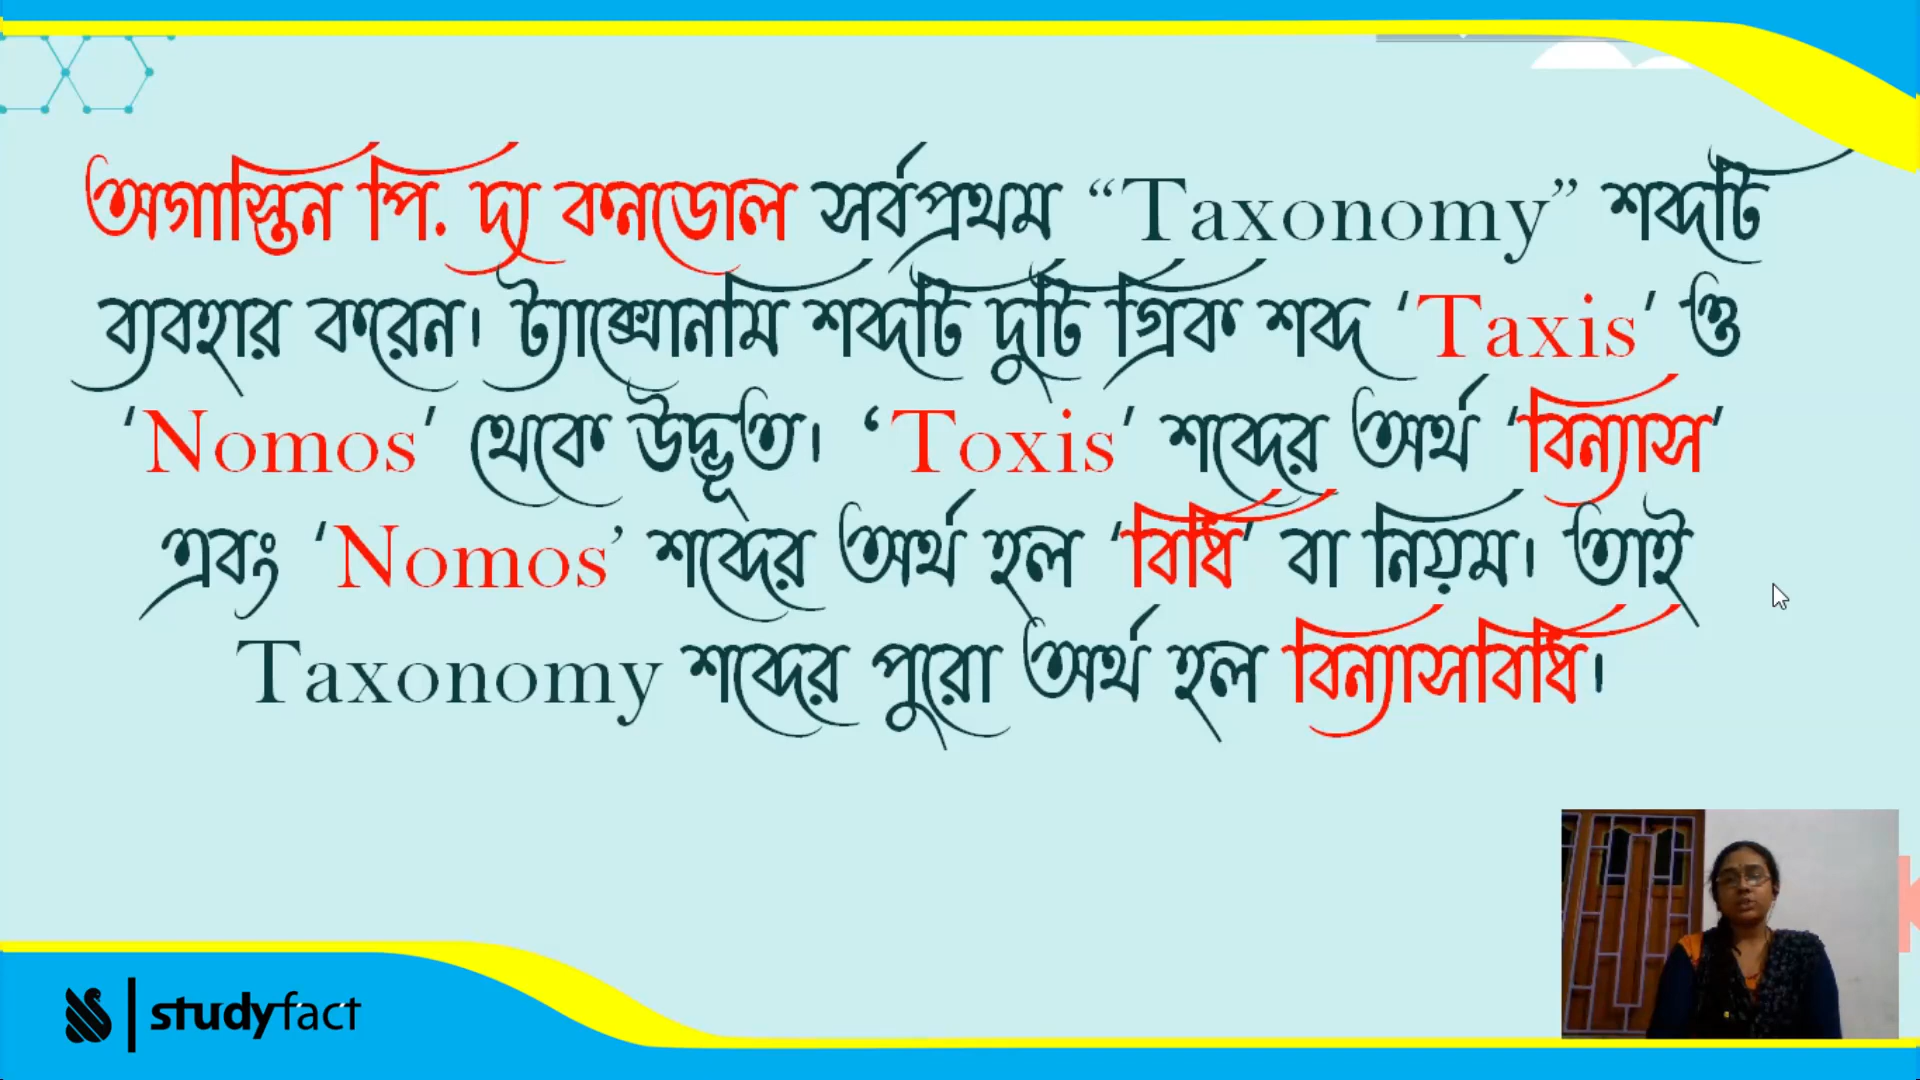 অগাস্তিন পি. দ্য কনডোল সর্বপ্রথম “Taxonomy” শব্দটি
ব্যবহার করেন। ট্যাক্সোনমি শব্দটি দুটি গ্রিক শব্দ ‘Taxis’ ও
‘Nomos’ থেকে উদ্ভূত। ‘Toxis’ শব্দের অর্থ ‘বিন্যাস’
এবং ‘Nomos’ শব্দের অর্থ হল ‘বিধি’ বা নিয়ম। তাই
Taxonomy শব্দের পুরো অর্থ হল বিন্যাসবিধি।
studyfact